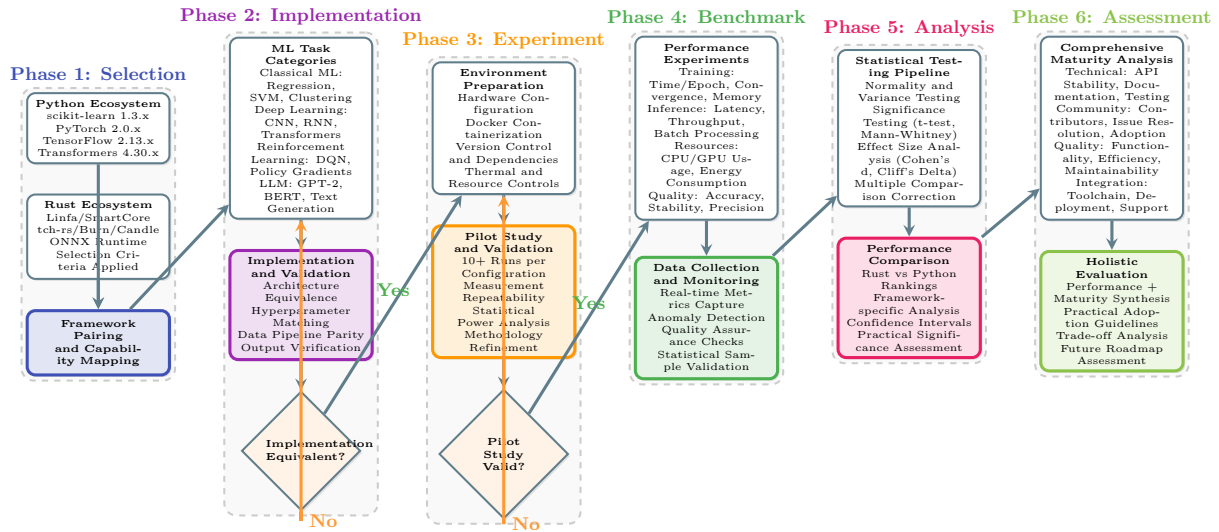 Phase 1: Selection
Python Ecosystem
scikit-learn 1.3.x
PyTorch 2.0.x
TensorFlow 2.13.x
Transformers 4.30.x
Rust Ecosystem
Linfa/SmartCore
tch-rs/Burn/Candle
ONNX Runtime
Selection Cri-
teria Applied
Framework
Pairing
and Capabil-
ity Mapping
Phase 2: Implementation
ML Task
Categories
Classical ML:
Regression,
SVM, Clustering
Deep Learning:
CNN, RNN,
Transformers
Reinforcement
Learning: DQN,
Policy Gradients
LLM: GPT-2,
BERT, Text
Generation
Implementation
and Validation
Architecture
Equivalence
Hyperparameter
Matching
Data Pipeline Parity
Output Verification
Implementation
Equivalent?
Yes
No
Phase 3: Experiment
Environment
Preparation
Hardware Con-
figuration
Docker Con-
tainerization
Version Control
and Dependencies
Thermal and
Resource Controls
Pilot Study
and Validation
10+ Runs per
Configuration
Measurement
Repeatability
Statistical
Power Analysis
Methodology
Refinement
Pilot
Study
Valid?
Yes
No
Phase 4: Benchmark
Performance
Experiments
Training:
Time/Epoch, Con-
vergence, Memory
Inference: Latency,
Throughput,
Batch Processing
Resources:
CPU/GPU Us-
age, Energy
Consumption
Quality: Accuracy,
Stability, Precision
Data Collection
and Monitoring
Real-time Met-
rics Capture
Anomaly Detection
Quality Assur-
ance Checks
Statistical Sam-
ple Validation
Phase 5: Analysis
Statistical Test-
ing Pipeline
Normality and
Variance Testing
Significance
Testing (t-test,
Mann-Whitney)
Effect Size Anal-
ysis (Cohen's
d, Cliff's Delta)
Multiple Compar-
ison Correction
Performance
Comparison
Rust vs Python
Rankings
Framework-
specific Analysis
Confidence Intervals
Practical Signifi-
cance Assessment
Phase 6: Assessment
Comprehensive
Maturity Analysis
Technical: API
Stability, Docu-
mentation, Testing
Community: Con-
tributors, Issue Res-
olution, Adoption
Quality: Function-
ality, Efficiency,
Maintainability
Integration:
Toolchain, De-
ployment, Support
Holistic
Evaluation
Performance +
Maturity Synthesis
Practical Adop-
tion Guidelines
Trade-off Analysis
Future Roadmap
Assessment